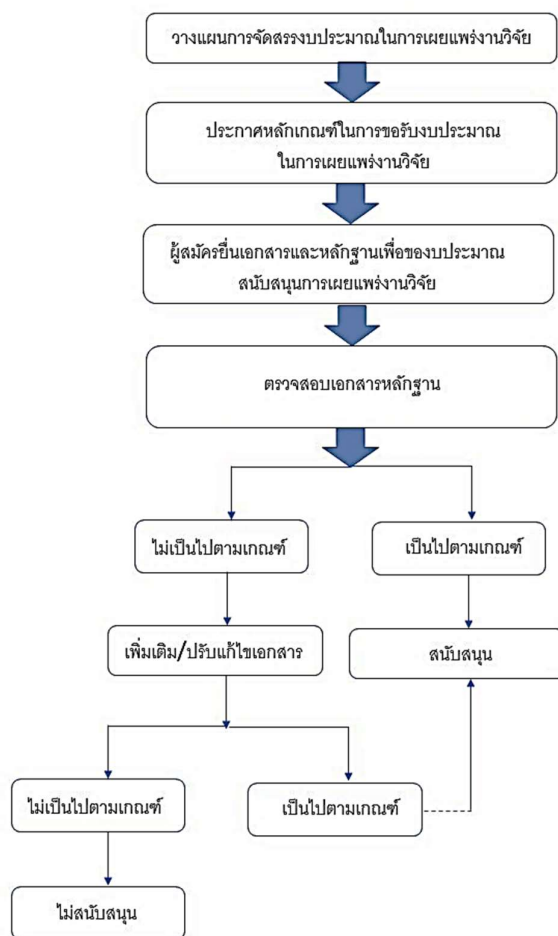 วางแผนการจัดสรรงบประมาณในการเผยแพร่งานวิจัย
ประกาศหลักเกณฑ์ในการขอรับงบประมาณ
ในการเผยแพร่งานวิจัย
ผู้สมัครยื่นเอกสารและหลักฐานเพื่อของบประมาณ
สนับสนุนการเผยแพร่งานวิจัย
ตรวจสอบเอกสารหลักฐาน
ไม่เป็นไปตามเกณฑ์
เป็นไปตามเกณฑ์
เพิ่มเติม/ปรับแก้ไขเอกสาร
สนับสนุน
ไม่เป็นไปตามเกณฑ์
เป็นไปตามเกณฑ์
ไม่สนับสนุน